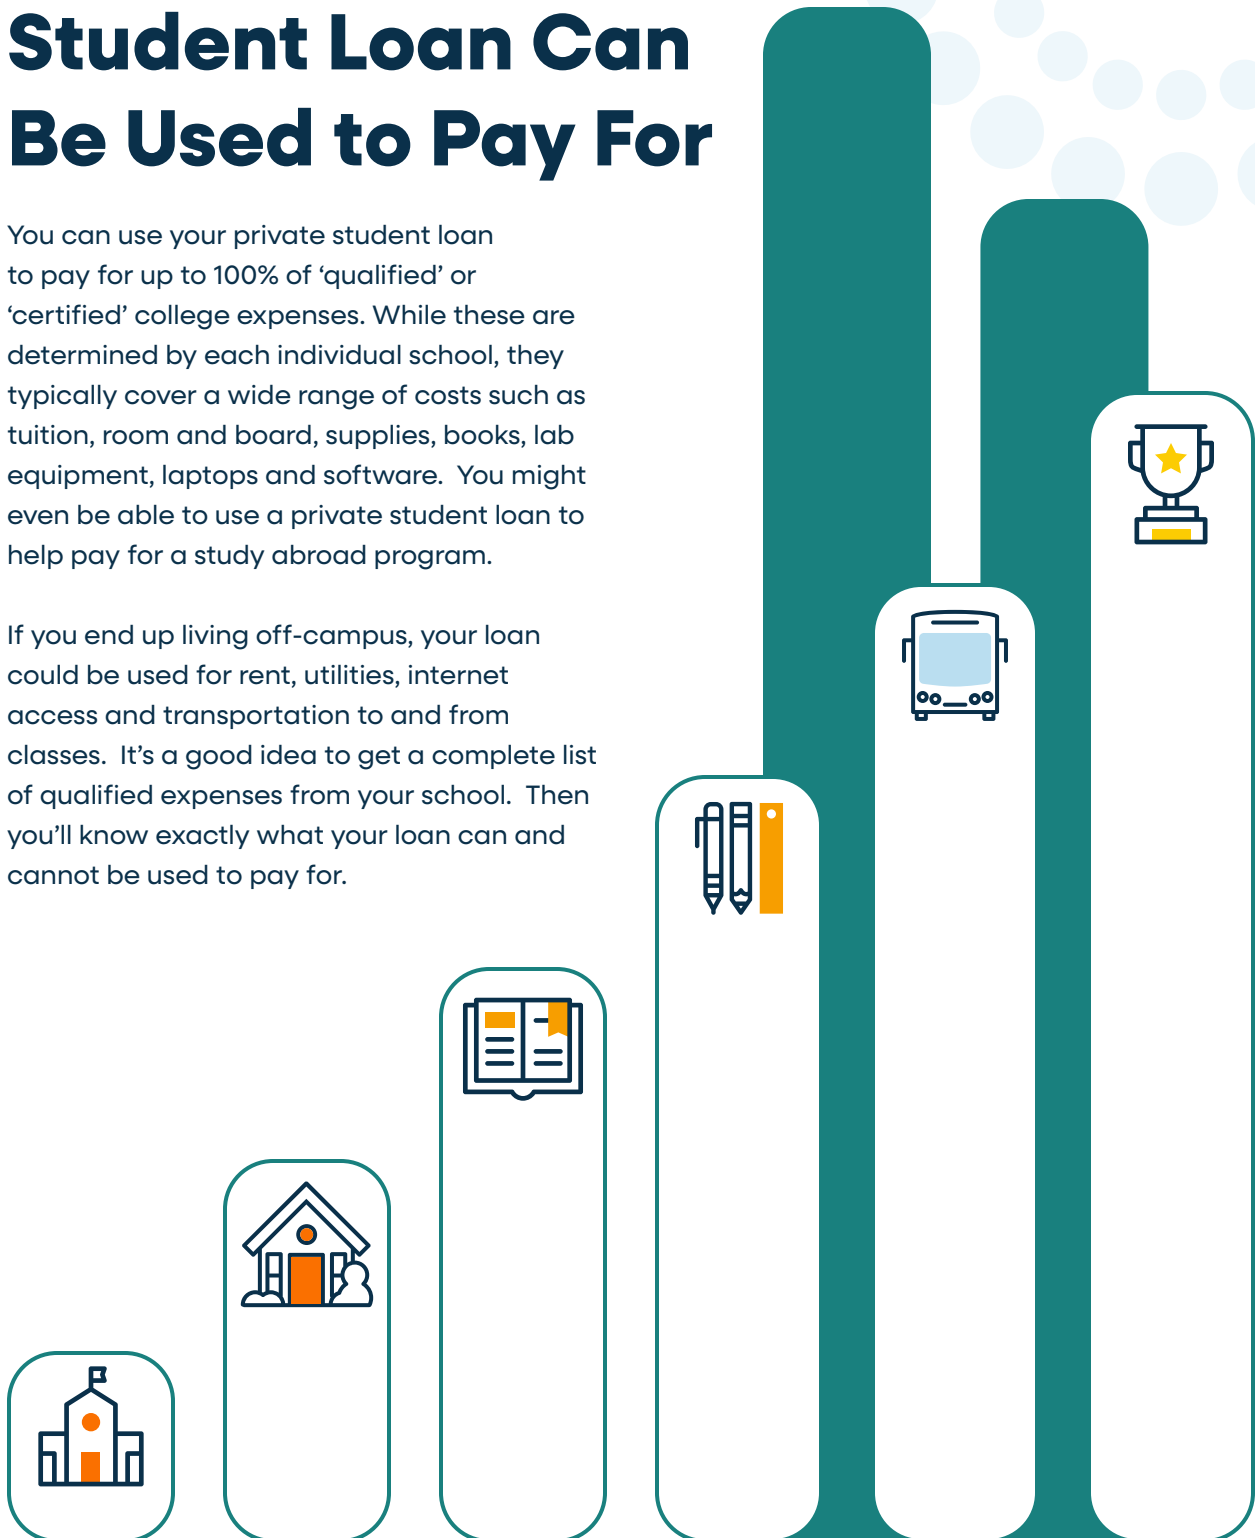 Student Loan Can
Be Used to Pay For
You can use your private student loan
to pay for up to 100% of ‘qualified’ or
‘certified’ college expenses. While these are
determined by each individual school, they
typically cover a wide range of costs such as
tuition, room and board, supplies, books, lab
equipment, laptops and software.  You might
even be able to use a private student loan to
help pay for a study abroad program.
If you end up living off-campus, your loan
could be used for rent, utilities, internet
access and transportation to and from
classes.  It’s a good idea to get a complete list
of qualified expenses from your school.  Then
you’ll know exactly what your loan can and
cannot be used to pay for.